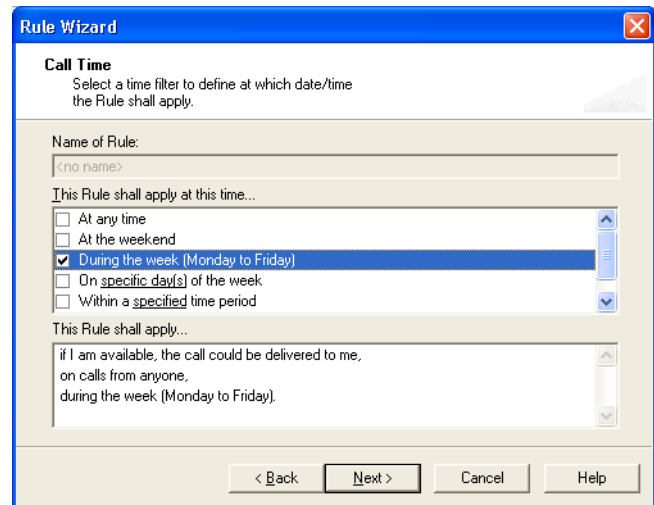 Rule Wizard
Call Time
Select a time filter to define at which date/time
the Rule shall apply.
Name of Rule:
<no name>
This Rule shall apply at this time...
At any time
At the weekend
During the week (Monday to Friday)
On specific day(s) of the week
Within a specified time period
This Rule shall apply...
if I am available, the call could be delivered to me,
on calls from anyone,
during the week (Monday to Friday).
< Back Next > Cancel Help